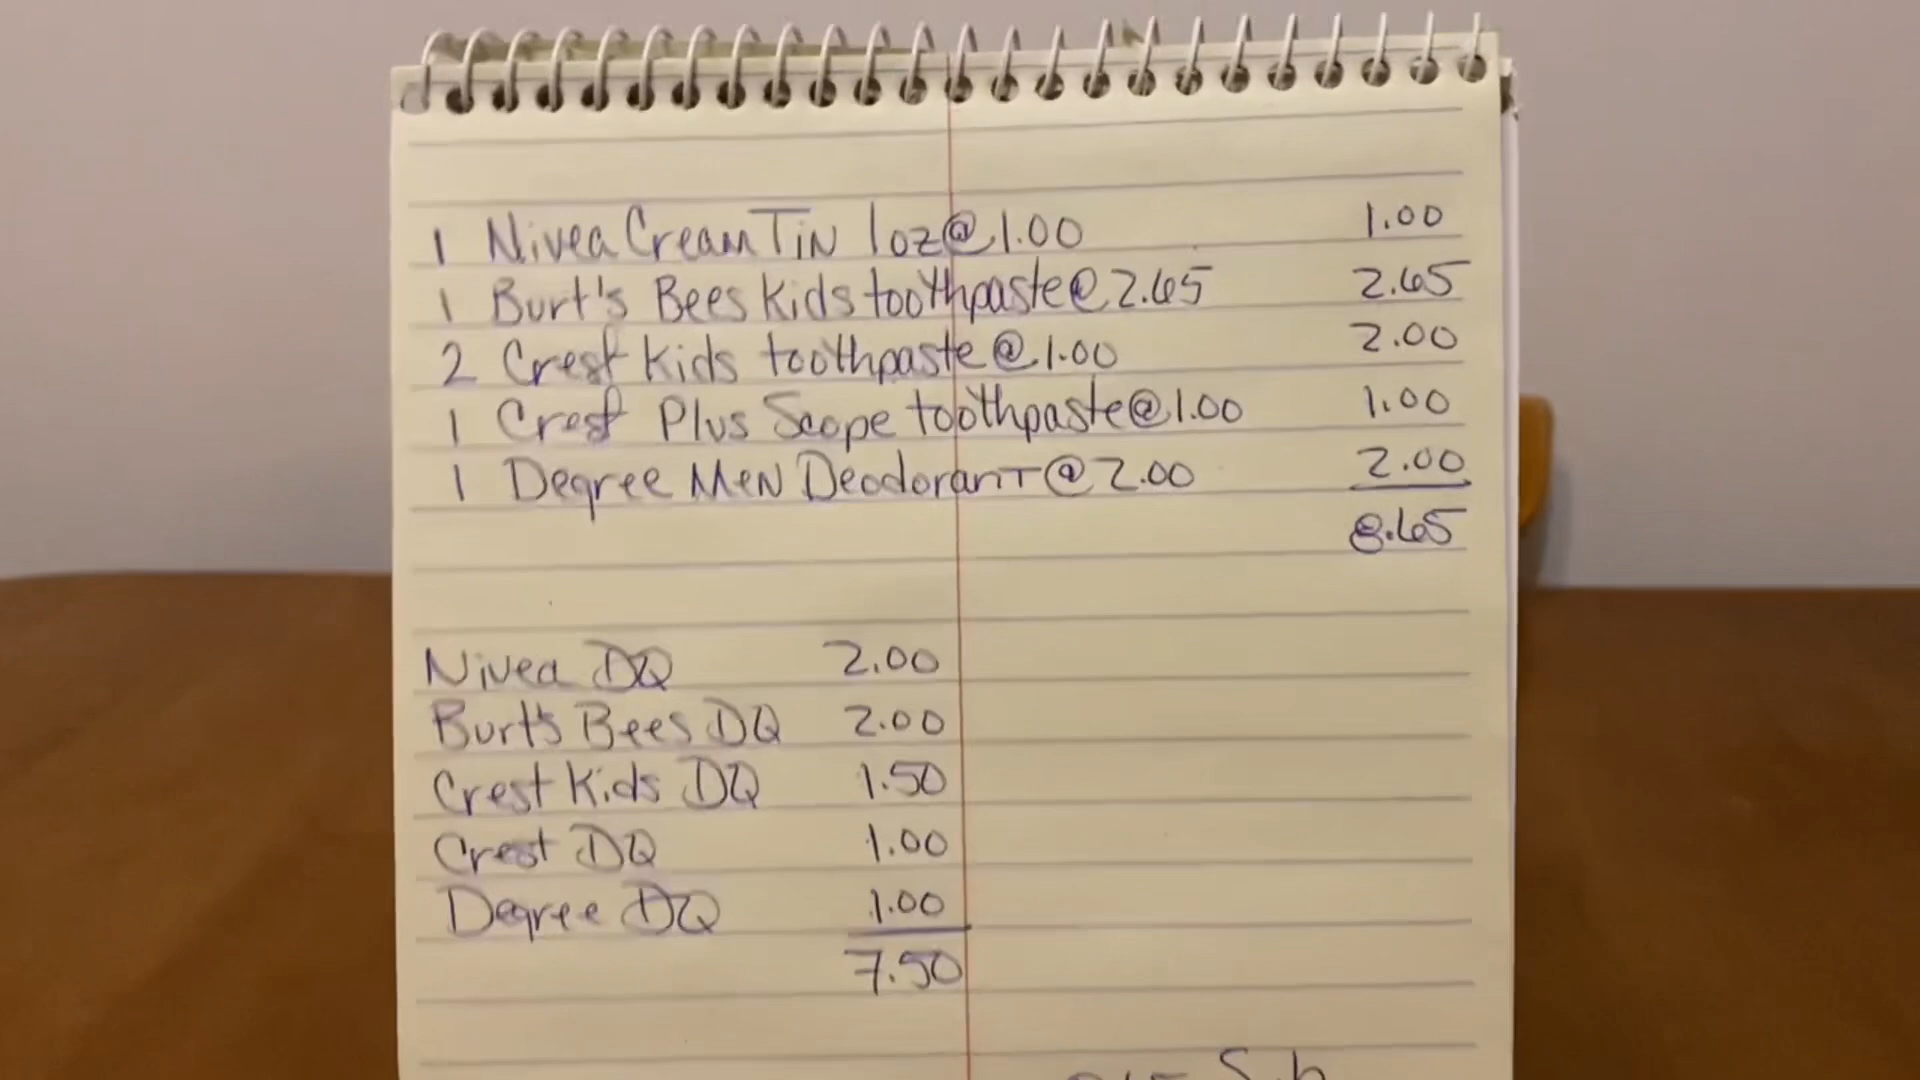 1 Nivea Cream Tin 1oz @ 1.00 1.00
1 Burt's Bees Kids toothpaste @ 2.65 2.65
2 Crest Kids toothpaste @ 1.00 2.00
1 Crest Plus Scope toothpaste @ 1.00 1.00
1 Degree Men Deodorant @ 2.00 2.00
8.65
Nivea DQ 2.00
Burt's Bees DQ 2.00
Crest Kids DQ 1.50
Crest DQ 1.00
Degree DQ 1.00
7.50